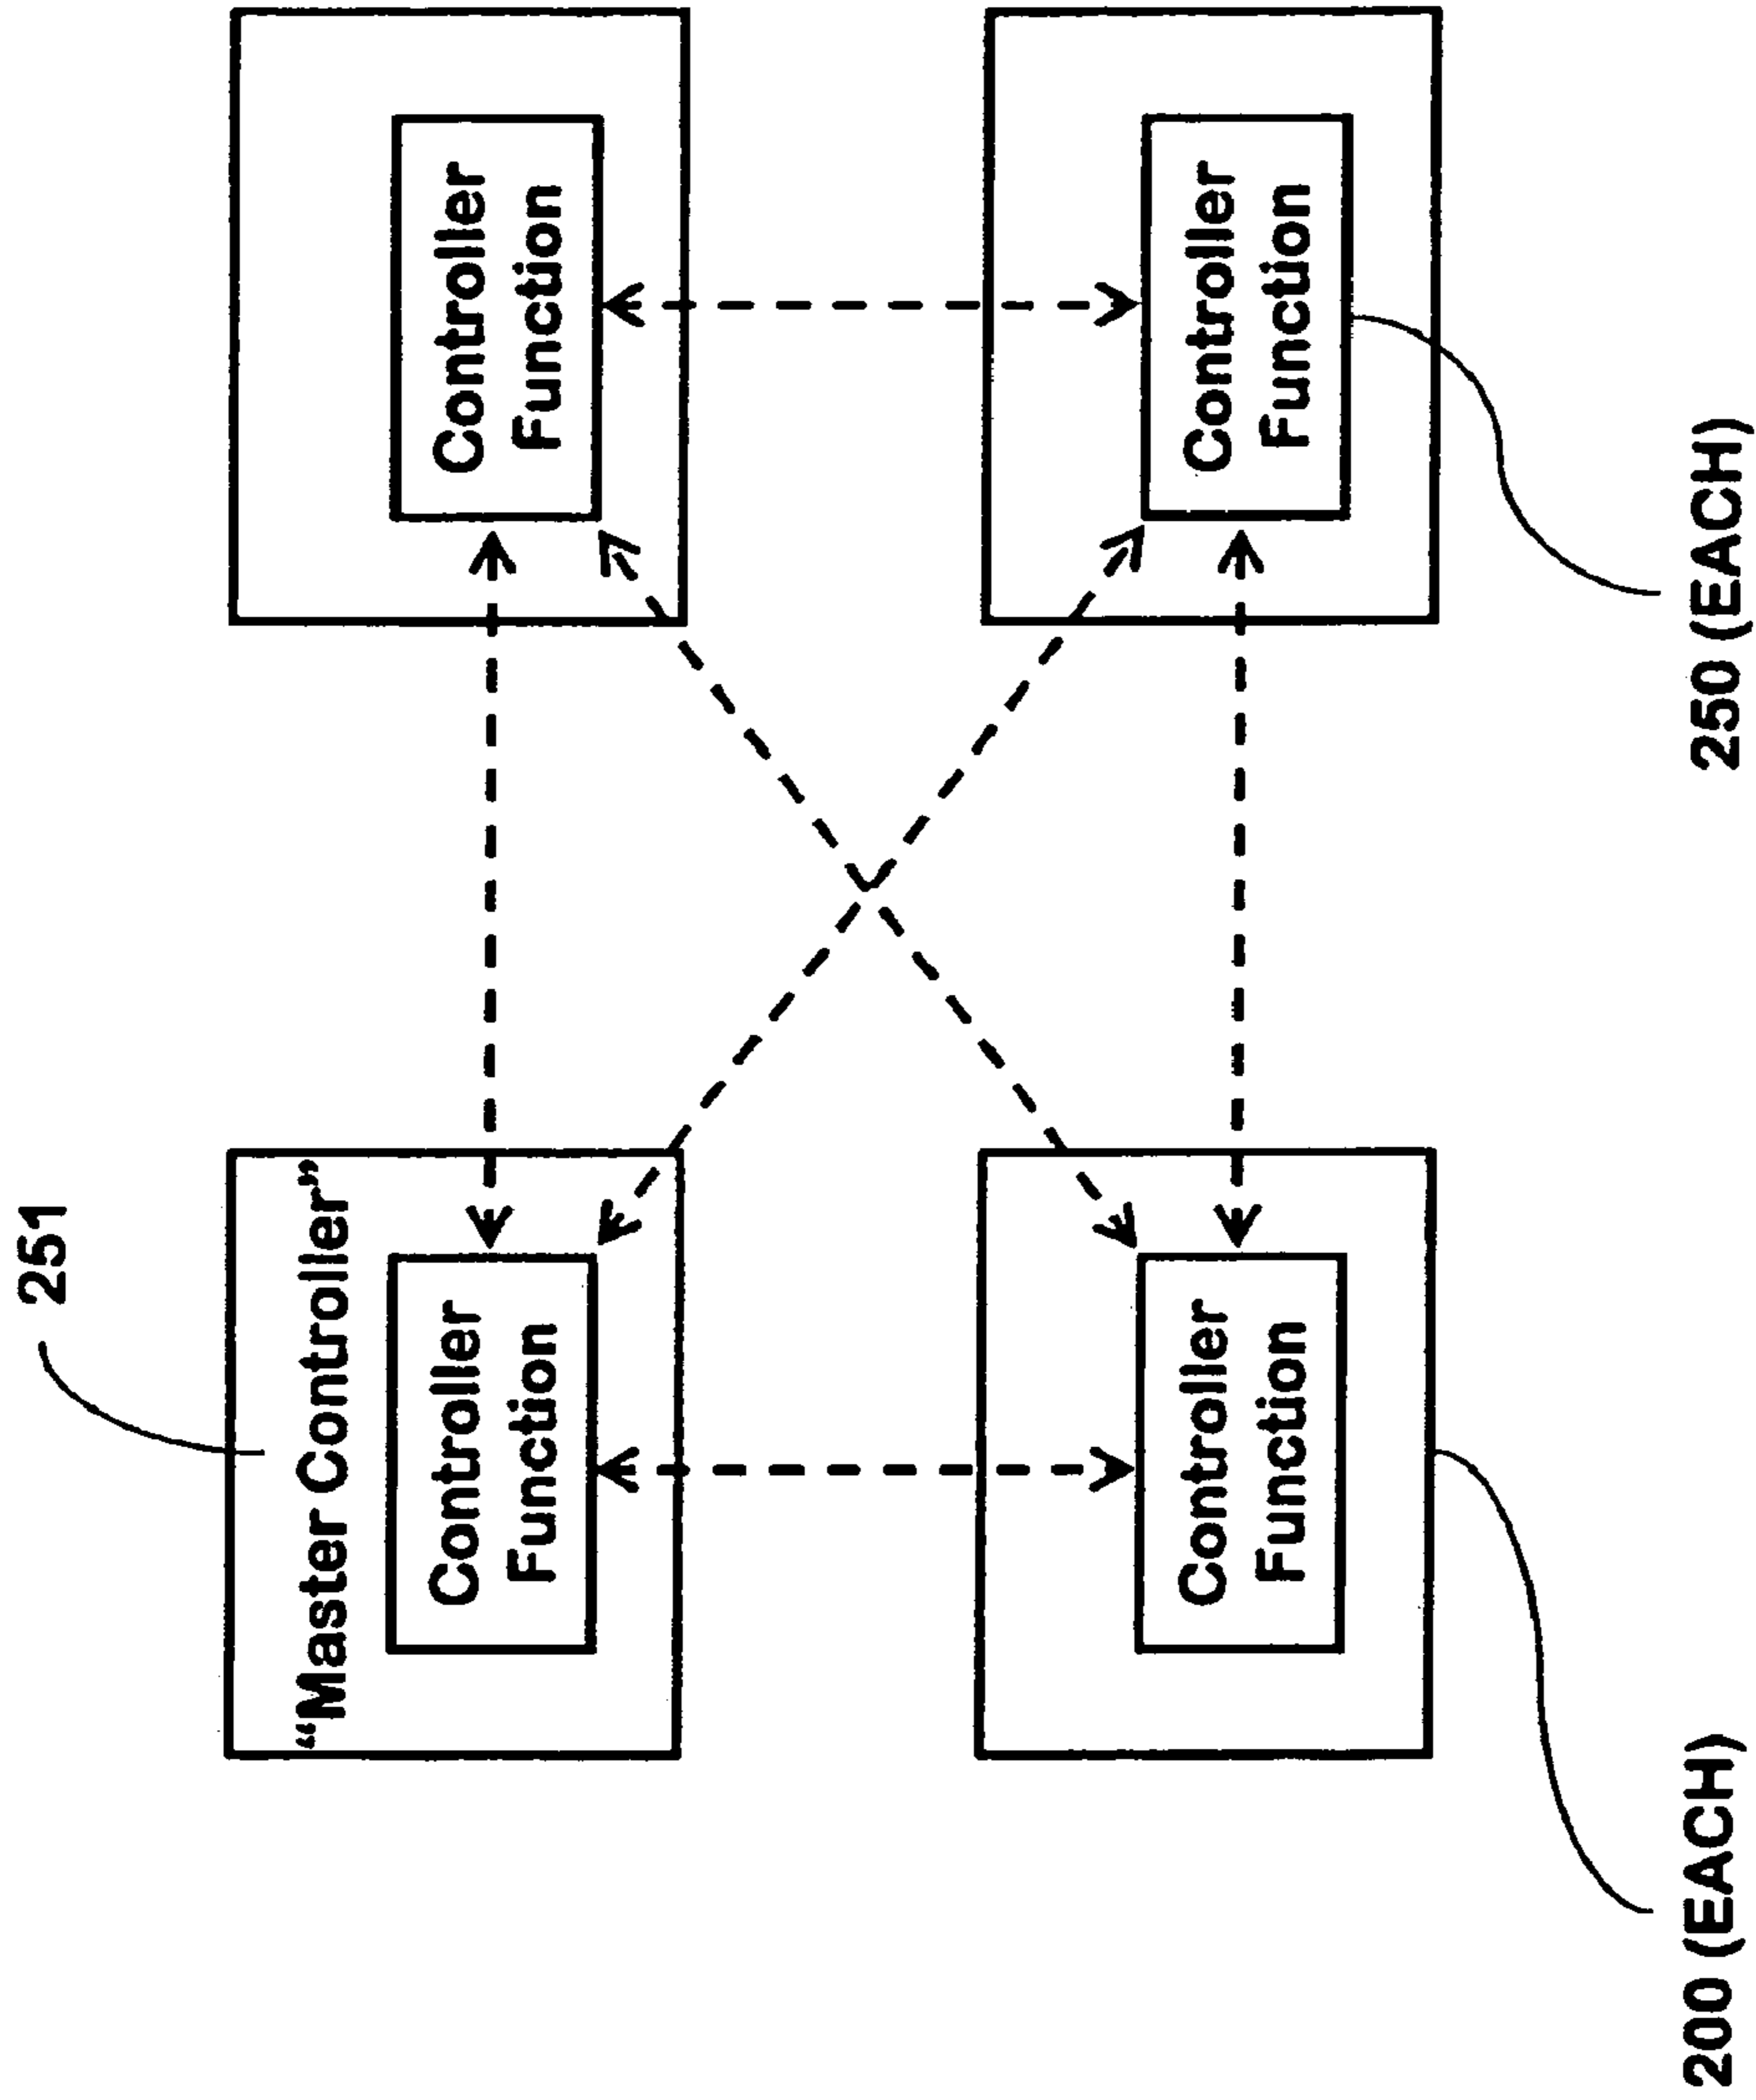 251
“Master Controller”
Controller
Function
Controller
Function
Controller
Function
Controller
Function
200 (EACH)
250 (EACH)